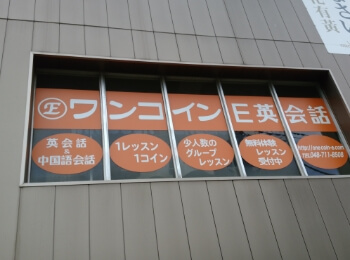 ⒺワンコインE英会話
英会話
&
中国語会話
1レッスン
1コイン
少人数の
グループ
レッスン
無料体験
レッスン
受付中